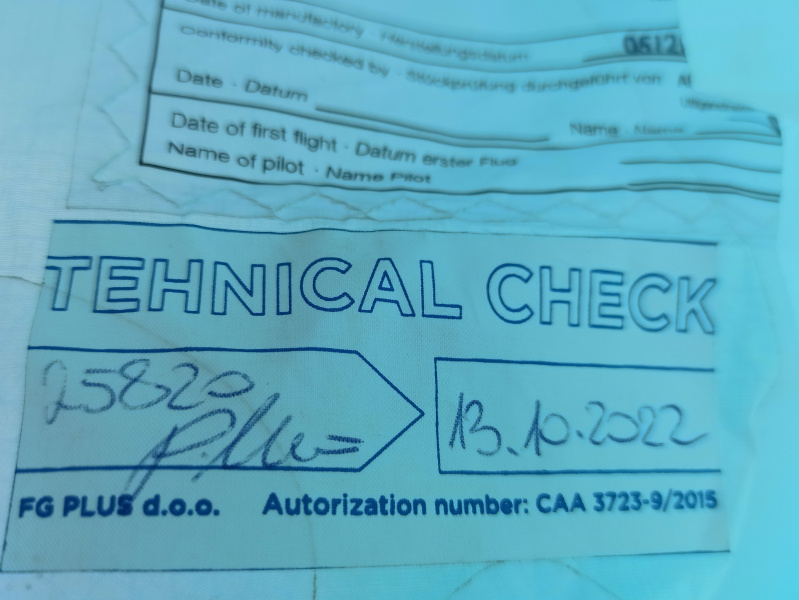 Date of manufactory · Herstellungsdatum 0512
Conformity checked by · Stückprüfung durchgeführt von
Date · Datum Name · Name
Date of first flight · Datum erster Flug
Name of pilot · Name Pilot
TEHNICAL CHECK
25820
13.10.2022
FG PLUS d.o.o. Autorization number: CAA 3723-9/2015